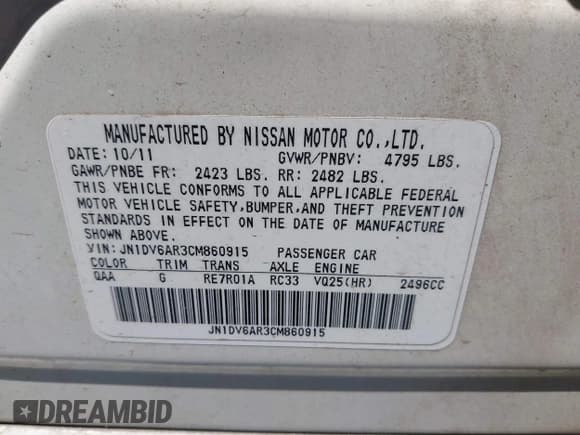 MANUFACTURED BY NISSAN MOTOR CO.,LTD.
DATE: 10/11 GVWR/PNBV: 4795 LBS.
GAWR/PNBE FR: 2423 LBS. RR: 2482 LBS.
THIS VEHICLE CONFORMS TO ALL APPLICABLE FEDERAL
MOTOR VEHICLE SAFETY,BUMPER,AND THEFT PREVENTION
STANDARDS IN EFFECT ON THE DATE OF MANUFACTURE
SHOWN ABOVE.
VIN: JN1DV6AR3CM860915 PASSENGER CAR
COLOR TRIM TRANS AXLE ENGINE
QAA G RE7R01A RC33 VQ25(HR) 2496CC
JN1DV6AR3CM860915
DREAMBID